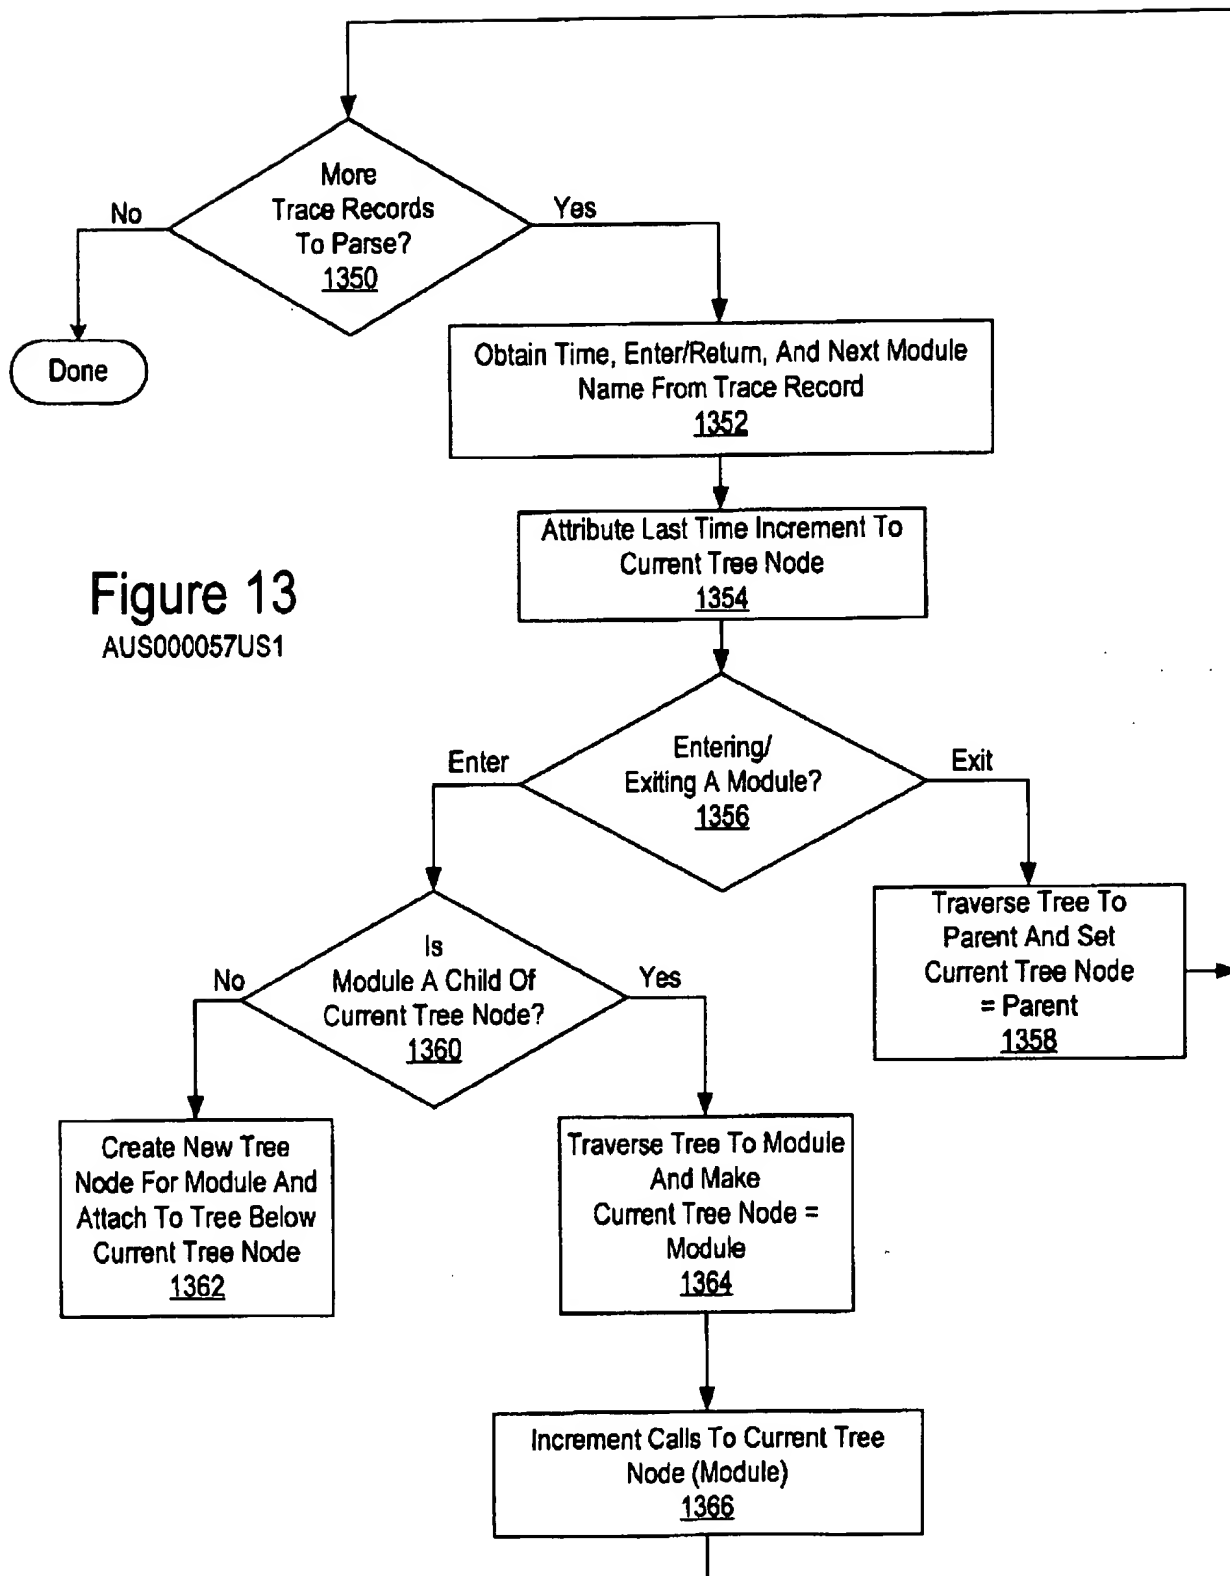 More
Trace Records
To Parse?
1350
No
Yes
Done
Obtain Time, Enter/Return, And Next Module
Name From Trace Record
1352
Attribute Last Time Increment To
Current Tree Node
1354
Figure 13
AUS000057US1
Entering/
Exiting A Module?
1356
Enter
Exit
Traverse Tree To
Parent And Set
Current Tree Node
= Parent
1358
Is
Module A Child Of
Current Tree Node?
1360
No
Yes
Create New Tree
Node For Module And
Attach To Tree Below
Current Tree Node
1362
Traverse Tree To Module
And Make
Current Tree Node =
Module
1364
Increment Calls To Current Tree
Node (Module)
1366